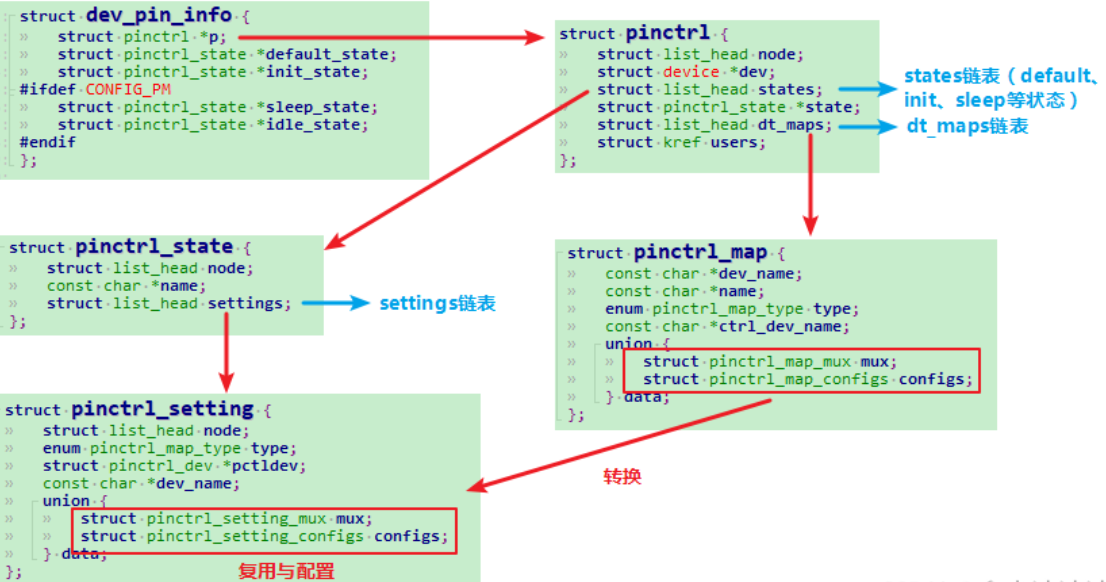 struct dev_pin_info {
struct pinctrl *p;
struct pinctrl_state *default_state;
struct pinctrl_state *init_state;
#ifdef CONFIG_PM
struct pinctrl_state *sleep_state;
struct pinctrl_state *idle_state;
#endif
};
struct pinctrl {
struct list_head node;
struct device *dev;
struct list_head states;
struct pinctrl_state *state;
struct list_head dt_maps;
struct kref users;
};
states链表（default、
init、sleep等状态）
dt_maps链表
struct pinctrl_state {
struct list_head node;
const char *name;
struct list_head settings;
};
settings链表
struct pinctrl_map {
const char *dev_name;
const char *name;
enum pinctrl_map_type type;
const char *ctrl_dev_name;
union {
struct pinctrl_map_mux mux;
struct pinctrl_map_configs configs;
} data;
};
转换
struct pinctrl_setting {
struct list_head node;
enum pinctrl_map_type type;
struct pinctrl_dev *pctldev;
const char *dev_name;
union {
struct pinctrl_setting_mux mux;
struct pinctrl_setting_configs configs;
} data;
};
复用与配置